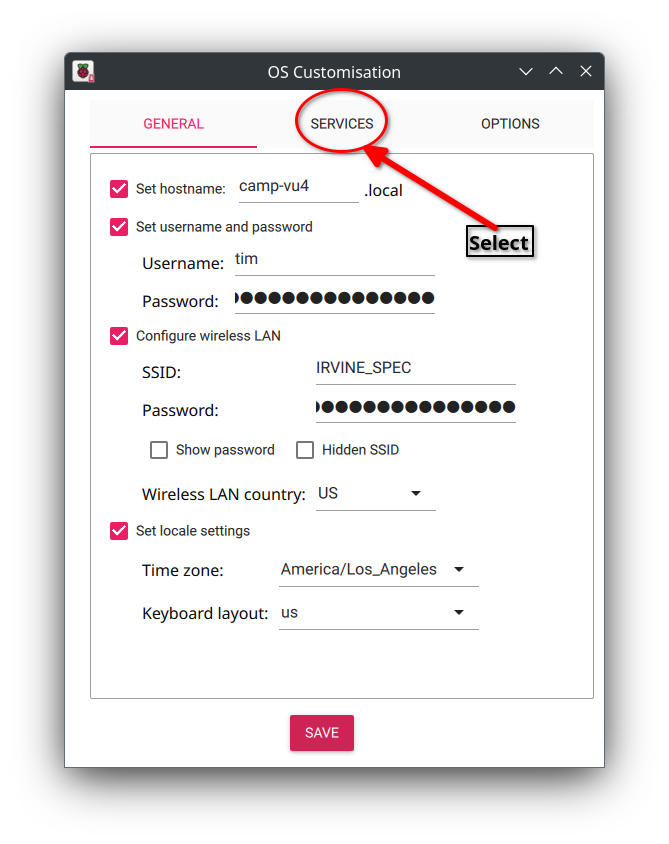 OS Customisation
GENERAL SERVICES OPTIONS
Set hostname: camp-vu4 .local
Set username and password
Select
Username: tim
Password: ●●●●●●●●●●●●●●●
Configure wireless LAN
SSID: IRVINE_SPEC
Password: ●●●●●●●●●●●●●●●
Show password Hidden SSID
Wireless LAN country: US
Set locale settings
Time zone: America/Los_Angeles
Keyboard layout: us
SAVE